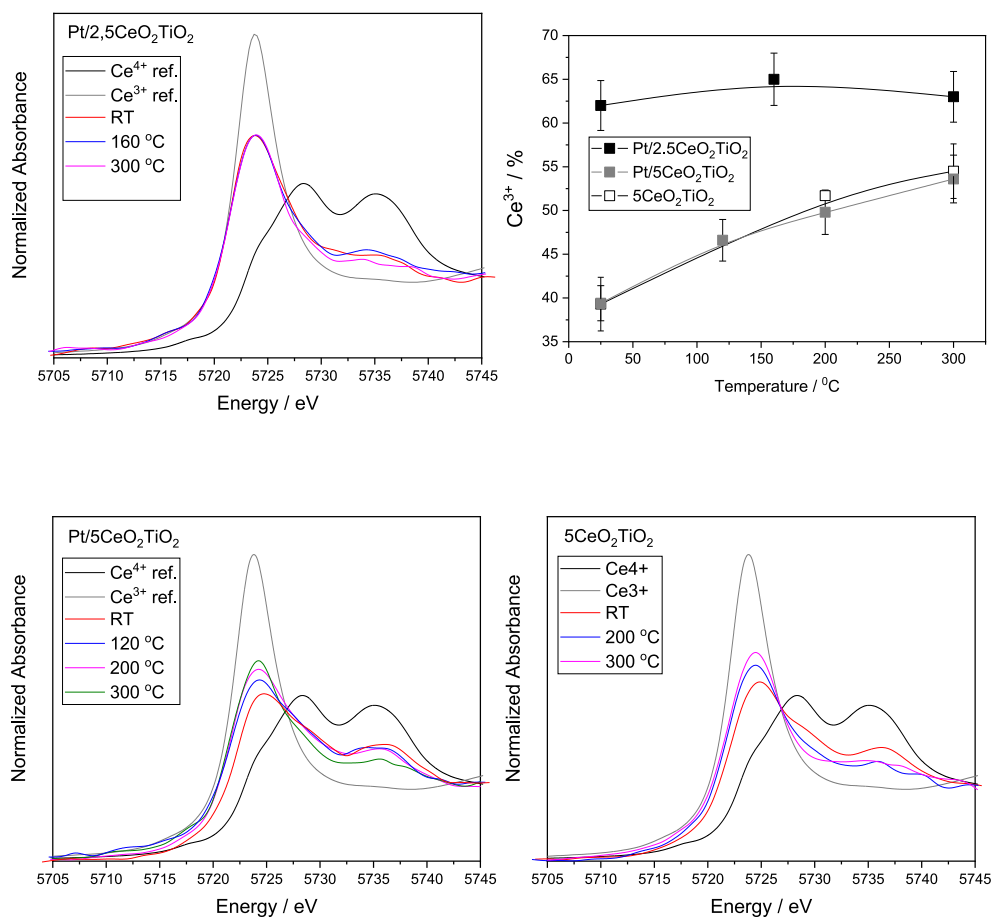 Pt/2,5CeO₂TiO₂
Ce⁴⁺ ref.
Ce³⁺ ref.
RT
160 ᵒC
300 ᵒC
Normalized Absorbance
5705 5710 5715 5720 5725 5730 5735 5740 5745
Energy / eV
70
65
60
55
50
45
40
35
Ce³⁺ / %
Pt/2.5CeO₂TiO₂
Pt/5CeO₂TiO₂
5CeO₂TiO₂
0 50 100 150 200 250 300
Temperature / ⁰C
Pt/5CeO₂TiO₂
Ce⁴⁺ ref.
Ce³⁺ ref.
RT
120 ᵒC
200 ᵒC
300 ᵒC
Normalized Absorbance
5705 5710 5715 5720 5725 5730 5735 5740 5745
Energy / eV
5CeO₂TiO₂
Ce4+
Ce3+
RT
200 ᵒC
300 ᵒC
Normalized Absorbance
5705 5710 5715 5720 5725 5730 5735 5740 5745
Energy / eV